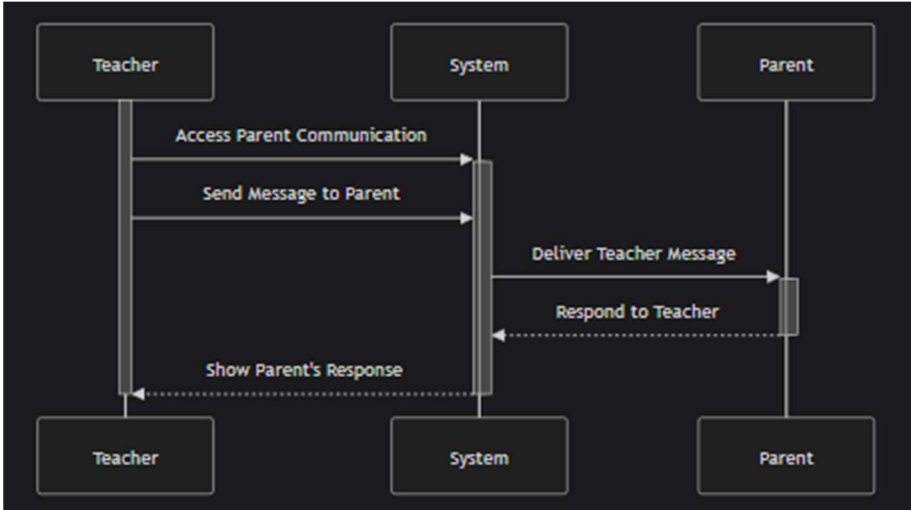 Teacher
System
Parent
Access Parent Communication
Send Message to Parent
Deliver Teacher Message
Respond to Teacher
Show Parent's Response
Teacher
System
Parent